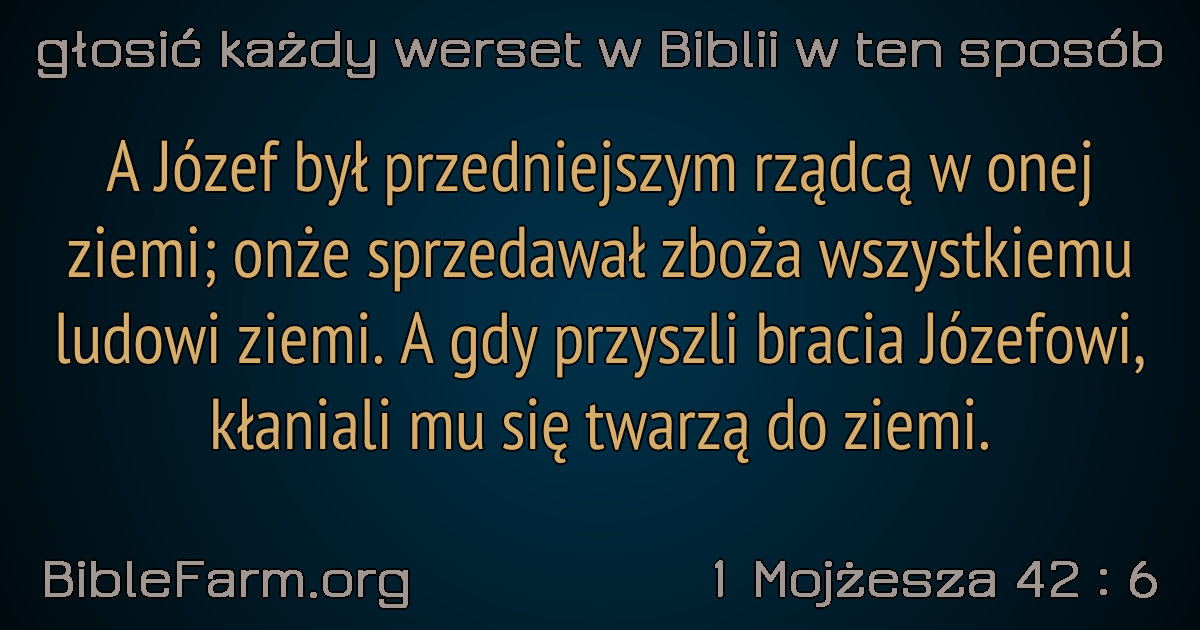 głosić każdy werset w Biblii w ten sposób
A Józef był przedniejszym rządcą w onej
ziemi; onże sprzedawał zboża wszystkiemu
ludowi ziemi. A gdy przyszli bracia Józefowi,
kłaniali mu się twarzą do ziemi.
BibleFarm.org
1 Mojżesza 42 : 6